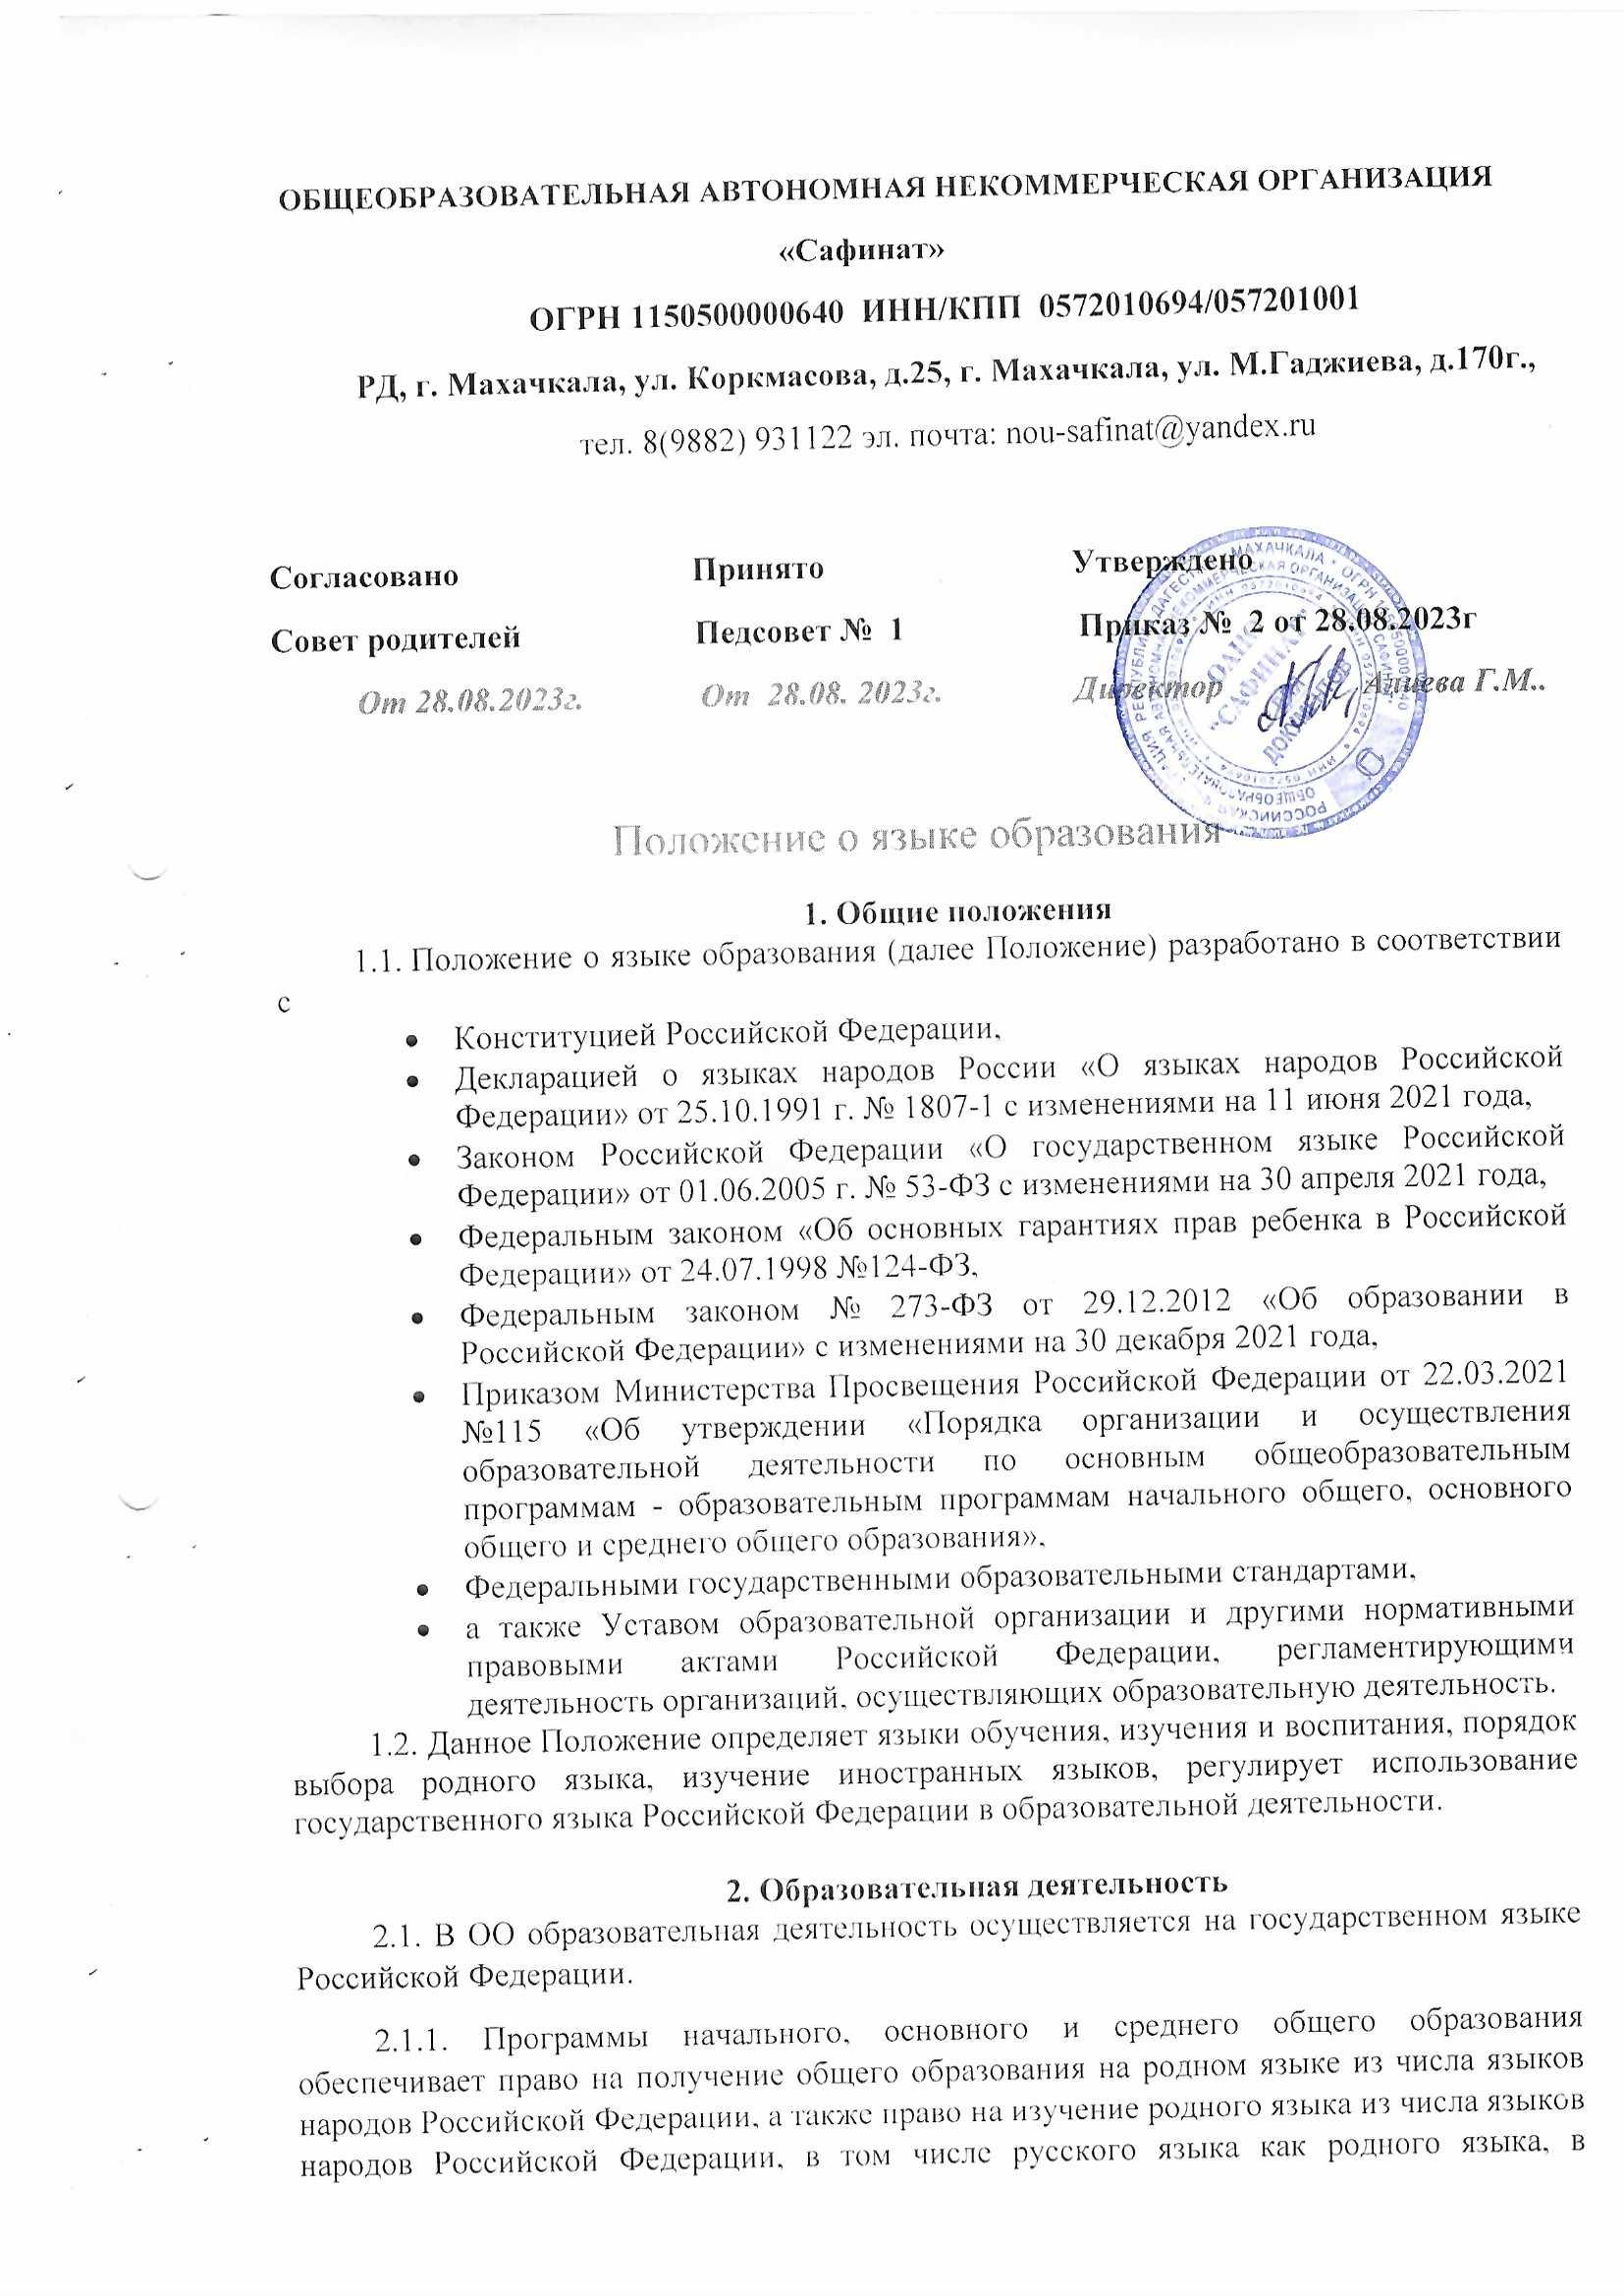 ОБЩЕОБРАЗОВАТЕЛЬНАЯ АВТОНОМНАЯ НЕКОММЕРЧЕСКАЯ ОРГАНИЗАЦИЯ
«Сафинат»
ОГРН 1150500000640 ИНН/КПП 0572010694/057201001
РД, г. Махачкала, ул. Коркмасова, д.25, г. Махачкала, ул. М.Гаджиева, д.170г.,
тел. 8(9882) 931122 эл. почта: nou-safinat@yandex.ru
Согласовано Принято Утверждено
Совет родителей Педсовет № 1 Приказ № 2 от 28.08.2023г
От 28.08.2023г. От 28.08. 2023г. Директор Алиева Г.М..
"САФИНАТ"
ДОКУМЕНТОВ
Положение о языке образования
1. Общие положения
1.1. Положение о языке образования (далее Положение) разработано в соответствии
с
• Конституцией Российской Федерации,
• Декларацией о языках народов России «О языках народов Российской
Федерации» от 25.10.1991 г. № 1807-1 с изменениями на 11 июня 2021 года,
• Законом Российской Федерации «О государственном языке Российской
Федерации» от 01.06.2005 г. № 53-ФЗ с изменениями на 30 апреля 2021 года,
• Федеральным законом «Об основных гарантиях прав ребенка в Российской
Федерации» от 24.07.1998 №124-ФЗ,
• Федеральным законом № 273-ФЗ от 29.12.2012 «Об образовании в
Российской Федерации» с изменениями на 30 декабря 2021 года,
• Приказом Министерства Просвещения Российской Федерации от 22.03.2021
№115 «Об утверждении «Порядка организации и осуществления
образовательной деятельности по основным общеобразовательным
программам - образовательным программам начального общего, основного
общего и среднего общего образования»,
• Федеральными государственными образовательными стандартами,
• а также Уставом образовательной организации и другими нормативными
правовыми актами Российской Федерации, регламентирующими
деятельность организаций, осуществляющих образовательную деятельность.
1.2. Данное Положение определяет языки обучения, изучения и воспитания, порядок
выбора родного языка, изучение иностранных языков, регулирует использование
государственного языка Российской Федерации в образовательной деятельности.
2. Образовательная деятельность
2.1. В ОО образовательная деятельность осуществляется на государственном языке
Российской Федерации.
2.1.1. Программы начального, основного и среднего общего образования
обеспечивает право на получение общего образования на родном языке из числа языков
народов Российской Федерации, а также право на изучение родного языка из числа языков
народов Российской Федерации, в том числе русского языка как родного языка, в